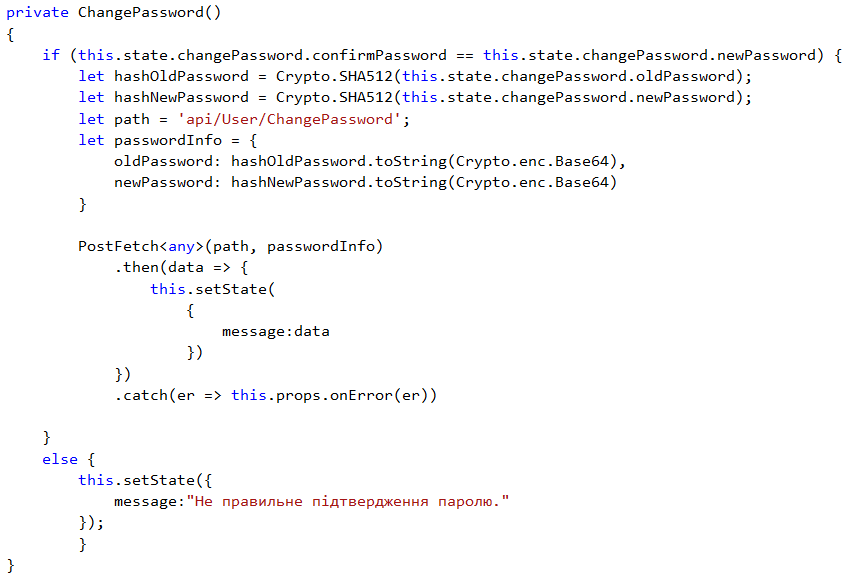 private ChangePassword()
{
    if (this.state.changePassword.confirmPassword == this.state.changePassword.newPassword) {
        let hashOldPassword = Crypto.SHA512(this.state.changePassword.oldPassword);
        let hashNewPassword = Crypto.SHA512(this.state.changePassword.newPassword);
        let path = 'api/User/ChangePassword';
        let passwordInfo = {
            oldPassword: hashOldPassword.toString(Crypto.enc.Base64),
            newPassword: hashNewPassword.toString(Crypto.enc.Base64)
        }

        PostFetch<any>(path, passwordInfo)
            .then(data => {
                this.setState(
                    {
                        message:data
                    })
            })
            .catch(er => this.props.onError(er))

    }
    else {
        this.setState({
            message:"Не правильне підтвердження паролю."
        });
        }
}